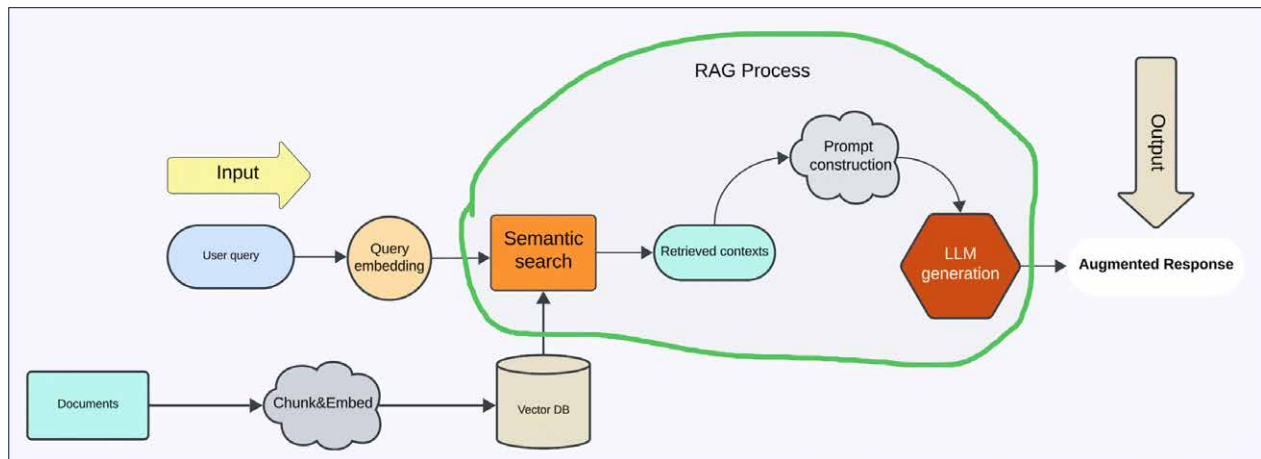 RAG Process
Input
Output
User query
Query
embedding
Semantic
search
Retrieved contexts
Prompt
construction
LLM
generation
Augmented Response
Documents
Chunk&Embed
Vector DB